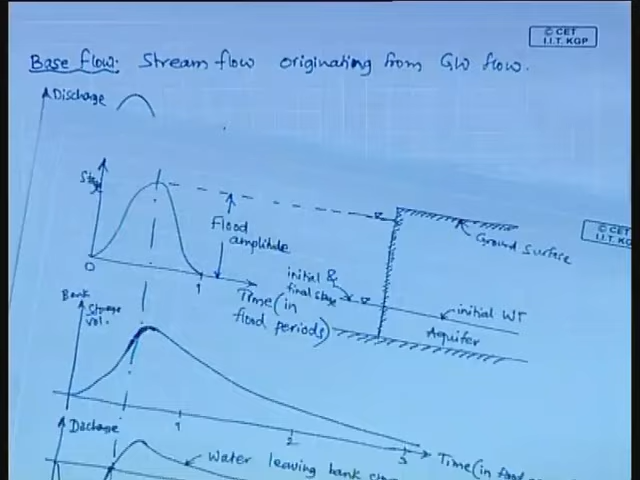 © CET
I.I.T. KGP
Base flow: Stream flow originating from GW flow.
Discharge
Stage
Flood
amplitude
© CET
I.I.T. KG
Ground Surface
0
1
Time (in
flood periods)
initial &
final stage
initial WT
Aquifer
Bank
Storage
vol.
1
2
3
Time (in
Discharge
Water leaving bank